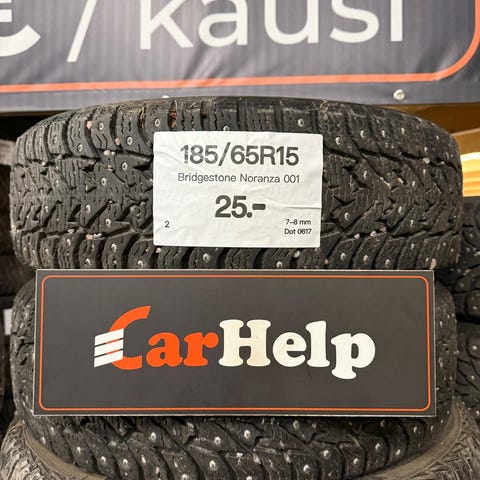 € / kausi
185/65R15
Bridgestone Noranza 001
25.-
2
7-8 mm
Dot 0617
CarHelp